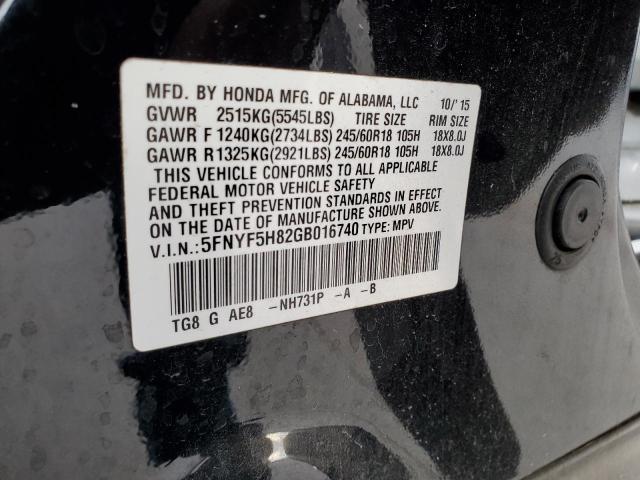 MFD. BY HONDA MFG. OF ALABAMA, LLC 10/'15
GVWR 2515KG(5545LBS) TIRE SIZE RIM SIZE
GAWR F 1240KG(2734LBS) 245/60R18 105H 18X8.0J
GAWR R1325KG(2921LBS) 245/60R18 105H 18X8.0J
THIS VEHICLE CONFORMS TO ALL APPLICABLE
FEDERAL MOTOR VEHICLE SAFETY
AND THEFT PREVENTION STANDARDS IN EFFECT
ON THE DATE OF MANUFACTURE SHOWN ABOVE.
V.I.N.: 5FNYF5H82GB016740 TYPE: MPV
TG8 G AE8 -NH731P -A -B